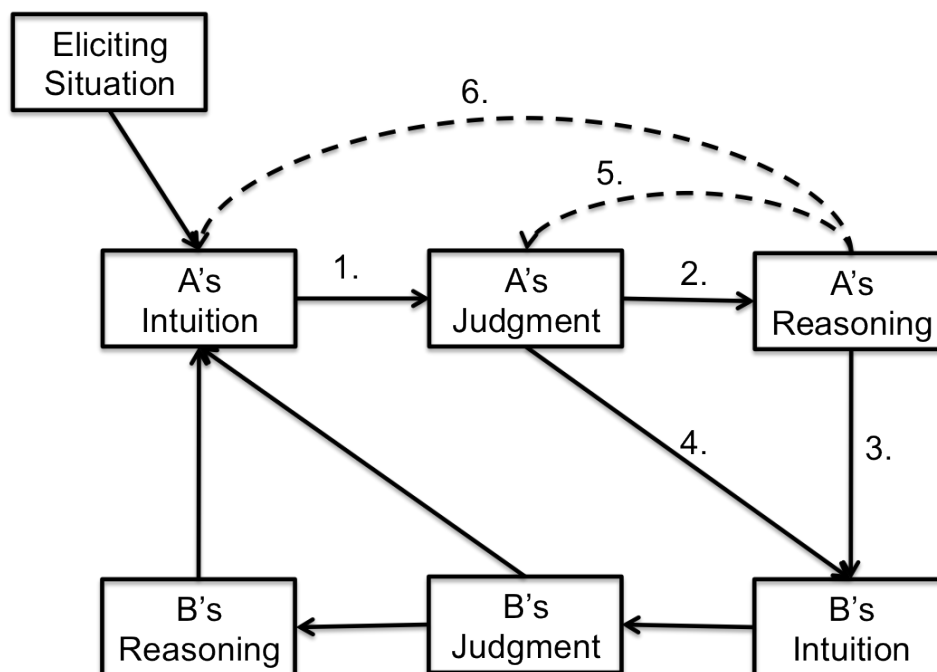 Eliciting
Situation
6.
5.
A's
Intuition
1.
A's
Judgment
2.
A's
Reasoning
4.
3.
B's
Reasoning
B's
Judgment
B's
Intuition